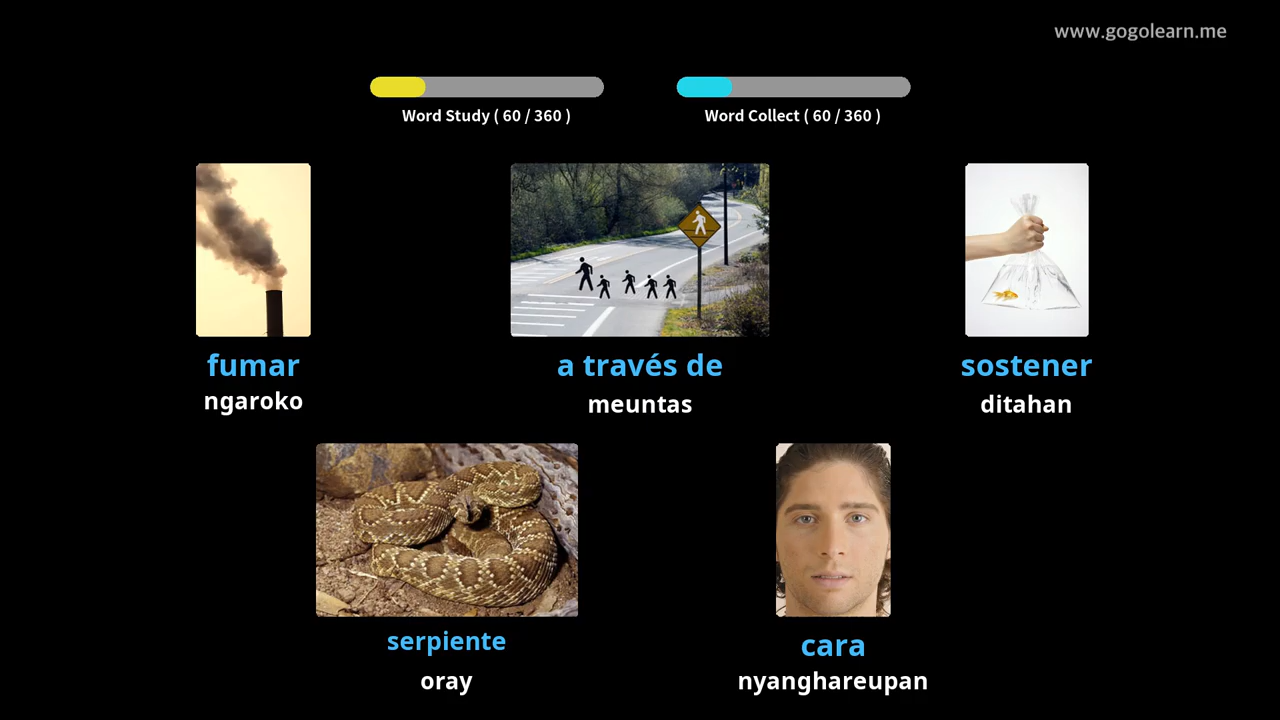 www.gogolearn.me
Word Study ( 60 / 360 )
Word Collect ( 60 / 360 )
fumar
ngaroko
a través de
meuntas
sostener
ditahan
serpiente
oray
cara
nyanghareupan